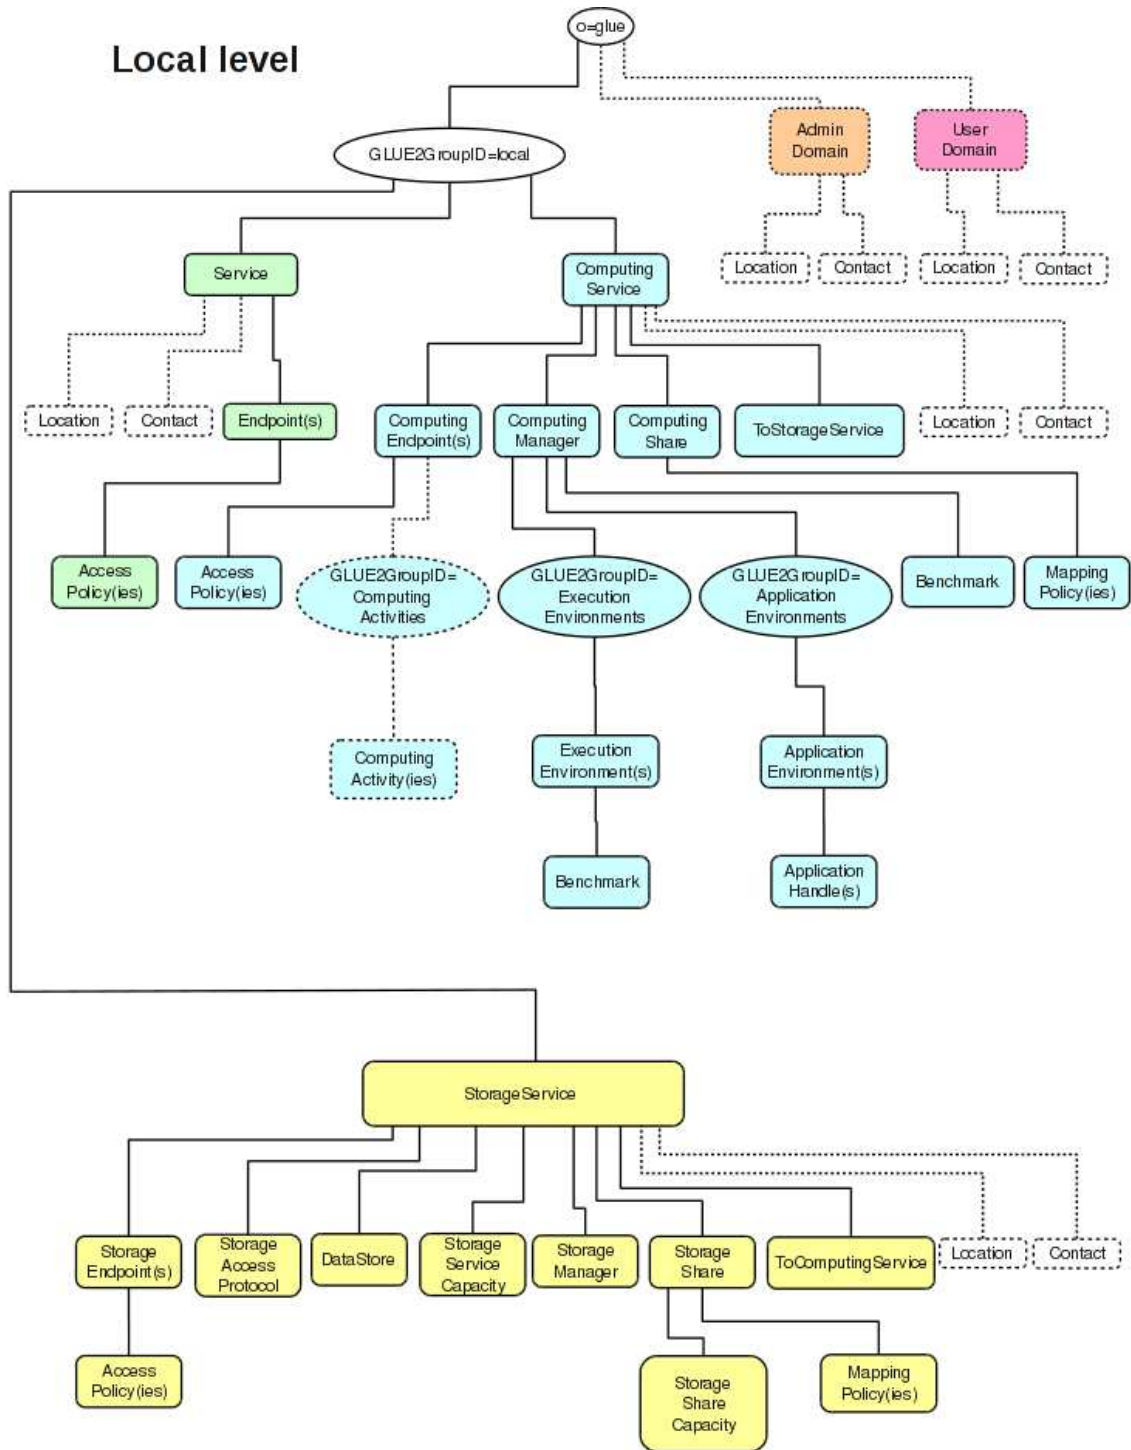 o=glue
Local level
Admin
Domain
User
Domain
GLUE2GroupID=local
Location
Contact
Location
Contact
Service
Computing
Service
Location
Contact
Endpoint(s)
Computing
Endpoint(s)
Computing
Manager
Computing
Share
ToStorageService
Location
Contact
Access
Policy(ies)
Access
Policy(ies)
GLUE2GroupID=
Computing
Activities
GLUE2GroupID=
Execution
Environments
GLUE2GroupID=
Application
Environments
Benchmark
Mapping
Policy(ies)
Computing
Activity(ies)
Execution
Environment(s)
Application
Environment(s)
Benchmark
Application
Handle(s)
StorageService
Storage
Endpoint(s)
Storage
Access
Protocol
DataStore
Storage
Service
Capacity
Storage
Manager
Storage
Share
ToComputingService
Location
Contact
Access
Policy(ies)
Storage
Share
Capacity
Mapping
Policy(ies)